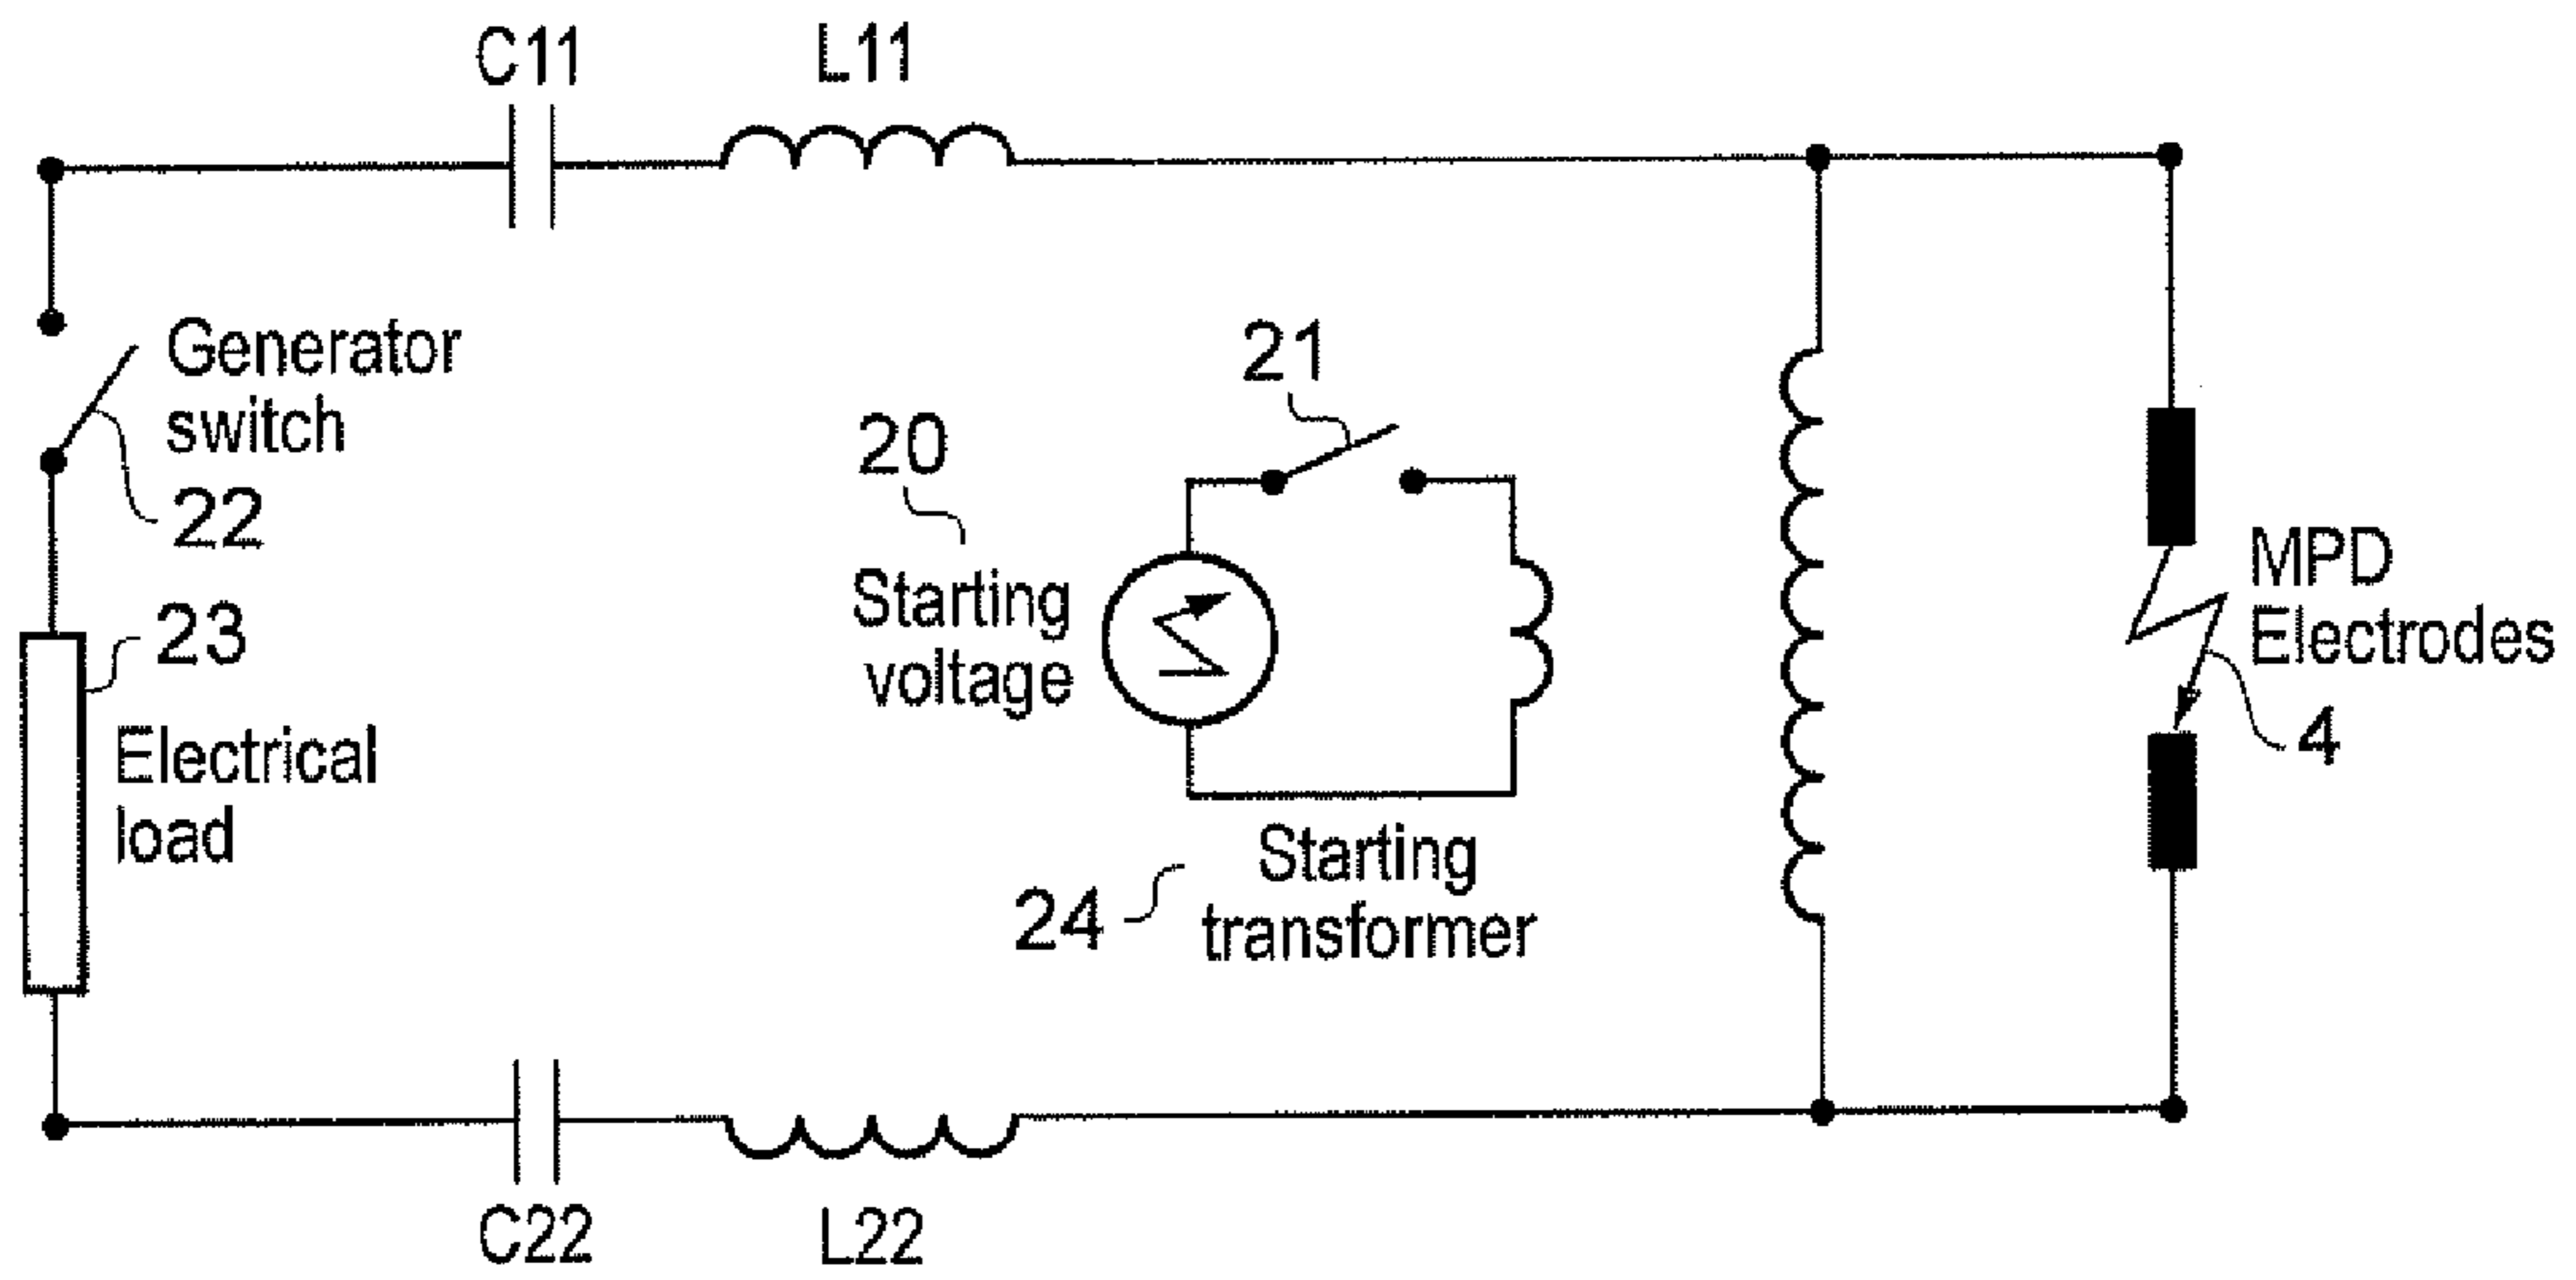 C11
L11
Generator
switch
22
21
20
Starting
voltage
23
Electrical
load
MPD
Electrodes
4
Starting
transformer
24
C22
L22